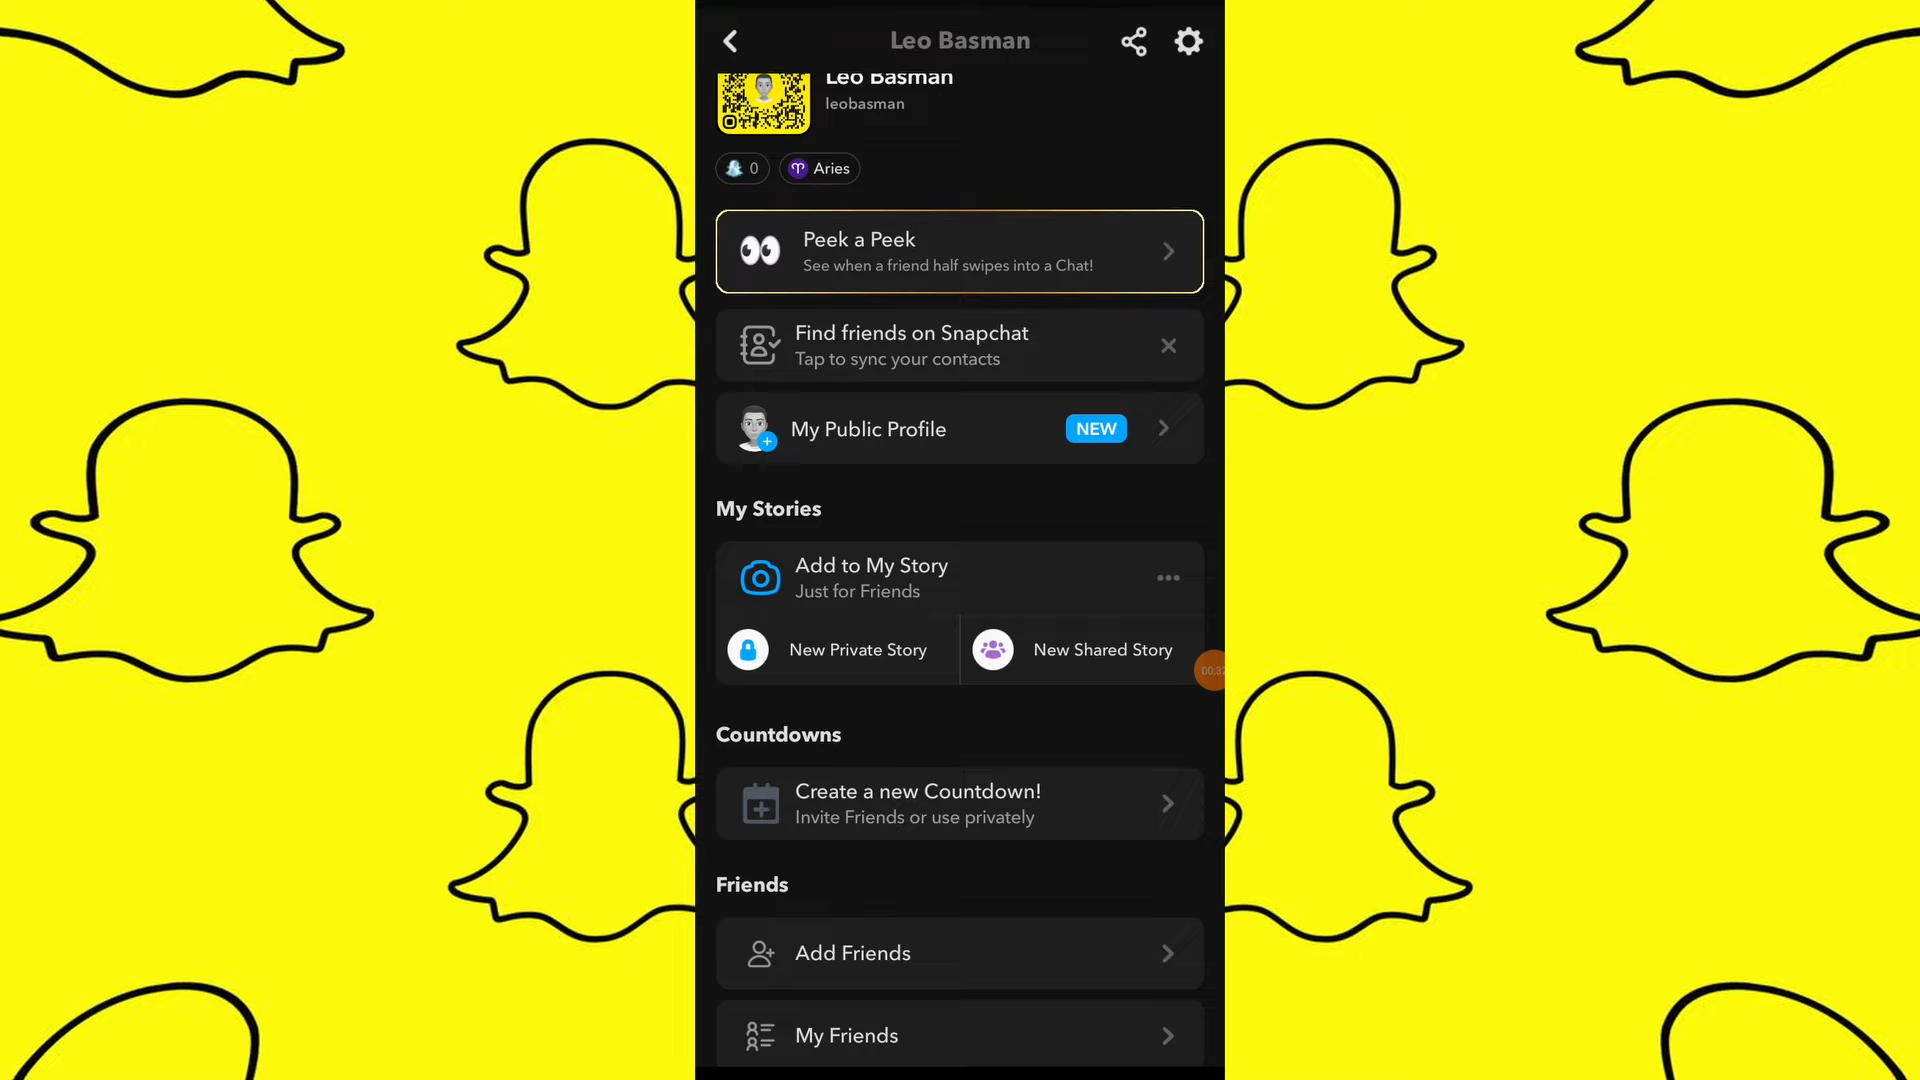 Leo Basman
Leo Basman
leobasman
0
Aries
Peek a Peek
See when a friend half swipes into a Chat!
Find friends on Snapchat
Tap to sync your contacts
My Public Profile
NEW
My Stories
Add to My Story
Just for Friends
New Private Story
New Shared Story
Countdowns
Create a new Countdown!
Invite Friends or use privately
Friends
Add Friends
My Friends